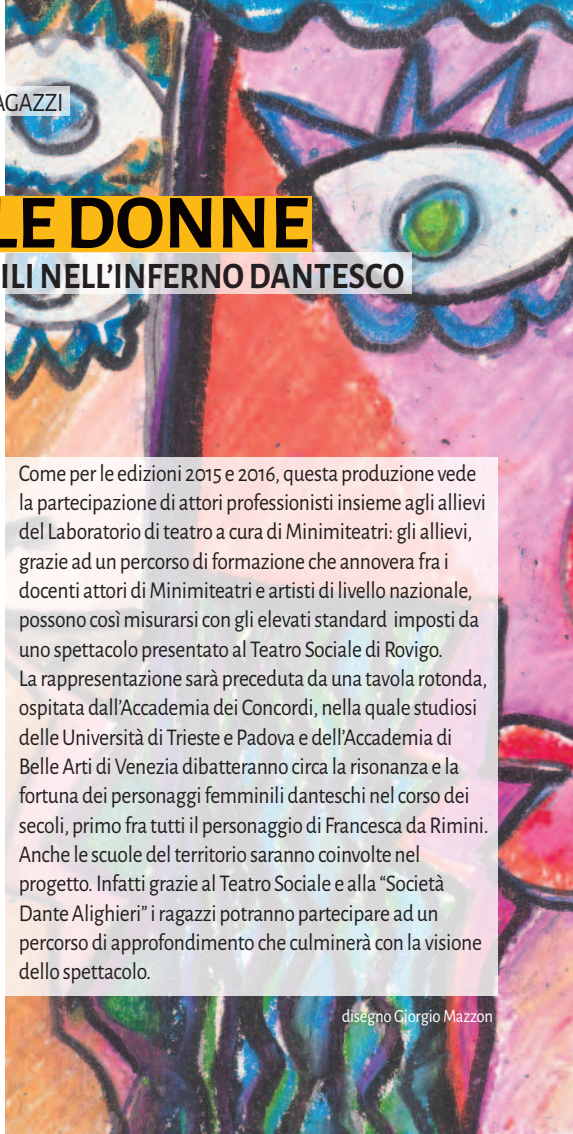 AGAZZI
LE DONNE
ILI NELL’INFERNO DANTESCO
Come per le edizioni 2015 e 2016, questa produzione vede
la partecipazione di attori professionisti insieme agli allievi
del Laboratorio di teatro a cura di Minimiteatri: gli allievi,
grazie ad un percorso di formazione che annovera fra i
docenti attori di Minimiteatri e artisti di livello nazionale,
possono così misurarsi con gli elevati standard imposti da
uno spettacolo presentato al Teatro Sociale di Rovigo.
La rappresentazione sarà preceduta da una tavola rotonda,
ospitata dall’Accademia dei Concordi, nella quale studiosi
delle Università di Trieste e Padova e dell’Accademia di
Belle Arti di Venezia dibatteranno circa la risonanza e la
fortuna dei personaggi femminili danteschi nel corso dei
secoli, primo fra tutti il personaggio di Francesca da Rimini.
Anche le scuole del territorio saranno coinvolte nel
progetto. Infatti grazie al Teatro Sociale e alla “Società
Dante Alighieri” i ragazzi potranno partecipare ad un
percorso di approfondimento che culminerà con la visione
dello spettacolo.
disegno Giorgio Mazzon